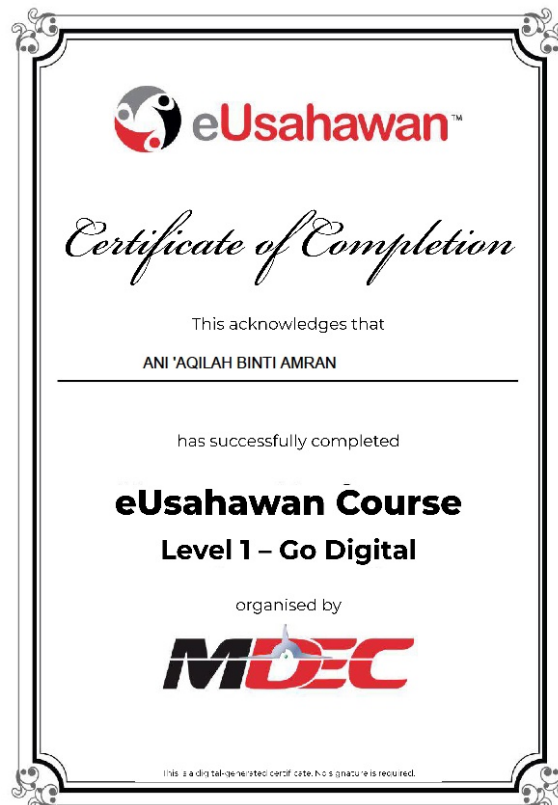 eUsahawan™
Certificate of Completion
This acknowledges that
ANI 'AQILAH BINTI AMRAN
has successfully completed
eUsahawan Course
Level 1 – Go Digital
organised by
MDEC
This is a digital-generated certificate. No signature is required.